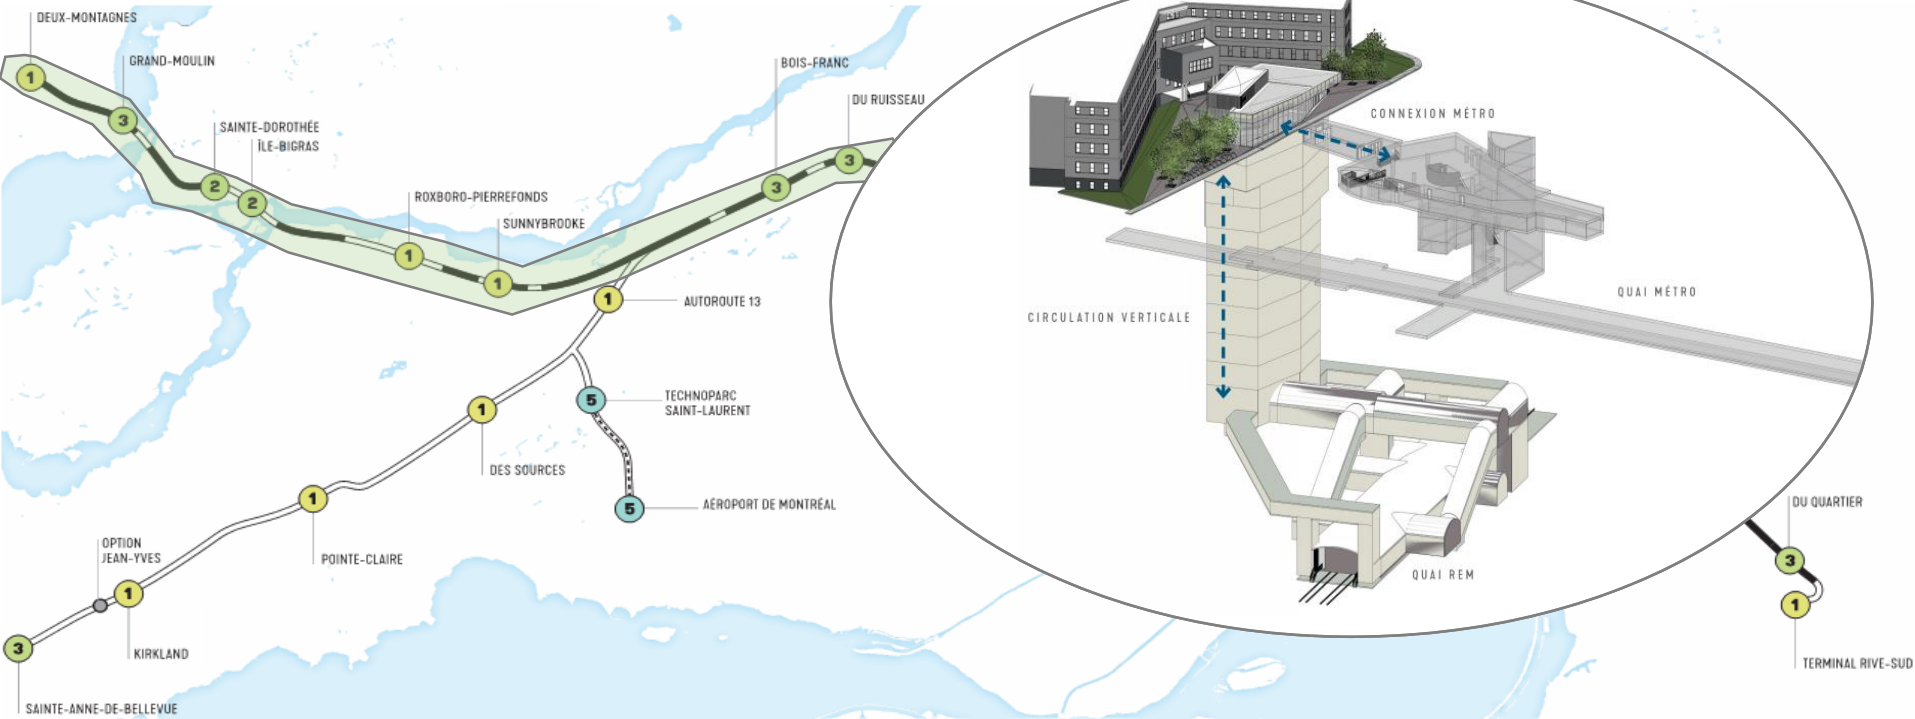 DEUX-MONTAGNES
1
GRAND-MOULIN
3
SAINTE-DOROTHÉE
2
ÎLE-BIGRAS
2
ROXBORO-PIERREFONDS
1
SUNNYBROOKE
1
BOIS-FRANC
3
DU RUISSEAU
3
1
AUTOROUTE 13
5
TECHNOPARC
SAINT-LAURENT
1
DES SOURCES
5
AÉROPORT DE MONTRÉAL
1
POINTE-CLAIRE
OPTION
JEAN-YVES
1
KIRKLAND
3
SAINTE-ANNE-DE-BELLEVUE
CONNEXION MÉTRO
QUAI MÉTRO
CIRCULATION VERTICALE
QUAI REM
DU QUARTIER
3
1
TERMINAL RIVE-SUD